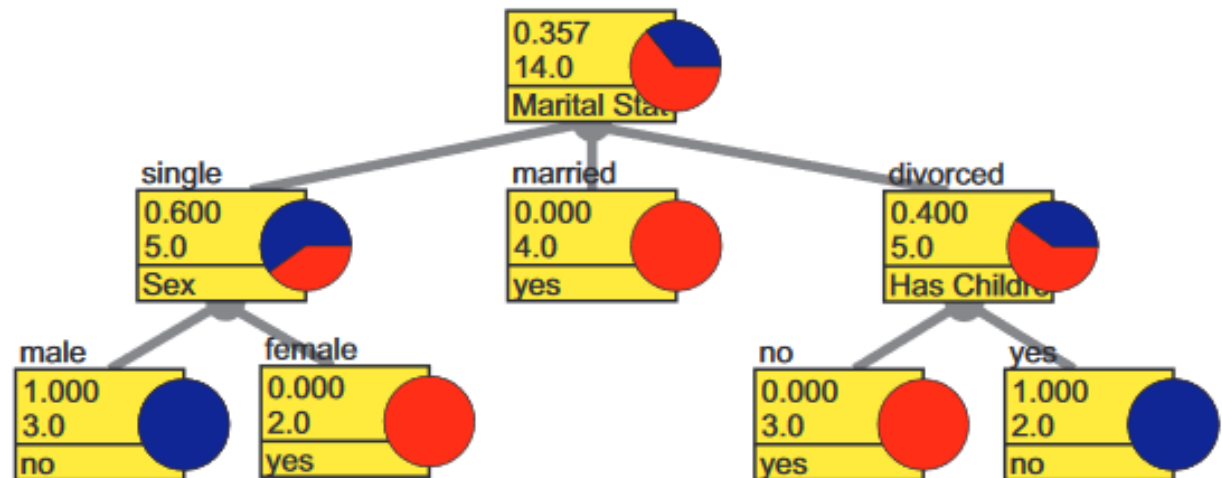 0.357
14.0
Marital Stat
single
0.600
5.0
Sex
married
0.000
4.0
yes
divorced
0.400
5.0
Has Childre
male
1.000
3.0
no
female
0.000
2.0
yes
no
0.000
3.0
yes
yes
1.000
2.0
no